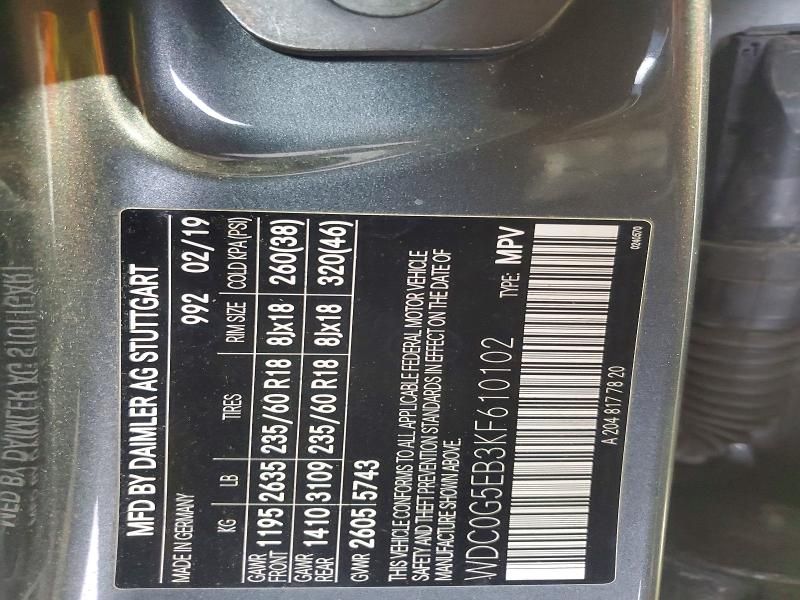 MFD BY DAIMLER AG STUTTGART
MADE IN GERMANY 992 02/19
KG LB TIRES RIM SIZE COLD KPA(PSI)
GAWR FRONT 1195 2635 235/60 R18 8Jx18 260(38)
GAWR REAR 1410 3109 235/60 R18 8Jx18 320(46)
GVWR 2605 5743
THIS VEHICLE CONFORMS TO ALL APPLICABLE FEDERAL MOTOR VEHICLE
SAFETY AND THEFT PREVENTION STANDARDS IN EFFECT ON THE DATE OF
MANUFACTURE SHOWN ABOVE.
WDC0G5EB3KF610102 TYPE: MPV
A 204 817 78 20